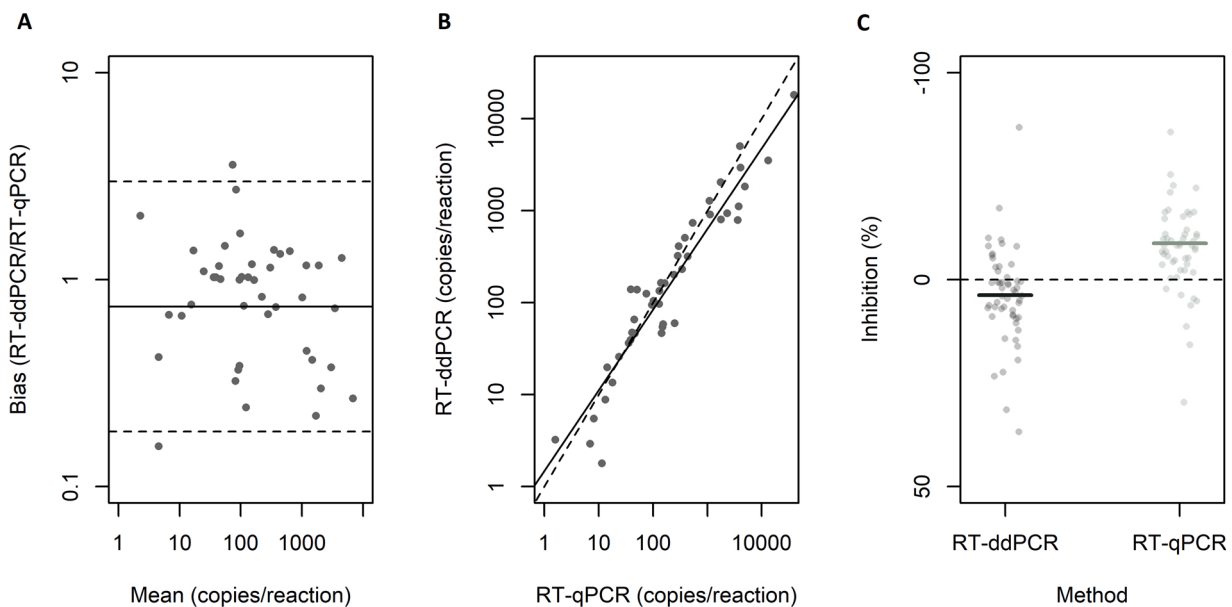 A
Bias (RT-ddPCR/RT-qPCR)
10
1
0.1
1 10 100 1000
Mean (copies/reaction)
B
RT-ddPCR (copies/reaction)
10000
1000
100
10
1
1 10 100 10000
RT-qPCR (copies/reaction)
C
Inhibition (%)
-100
0
50
RT-ddPCR RT-qPCR
Method